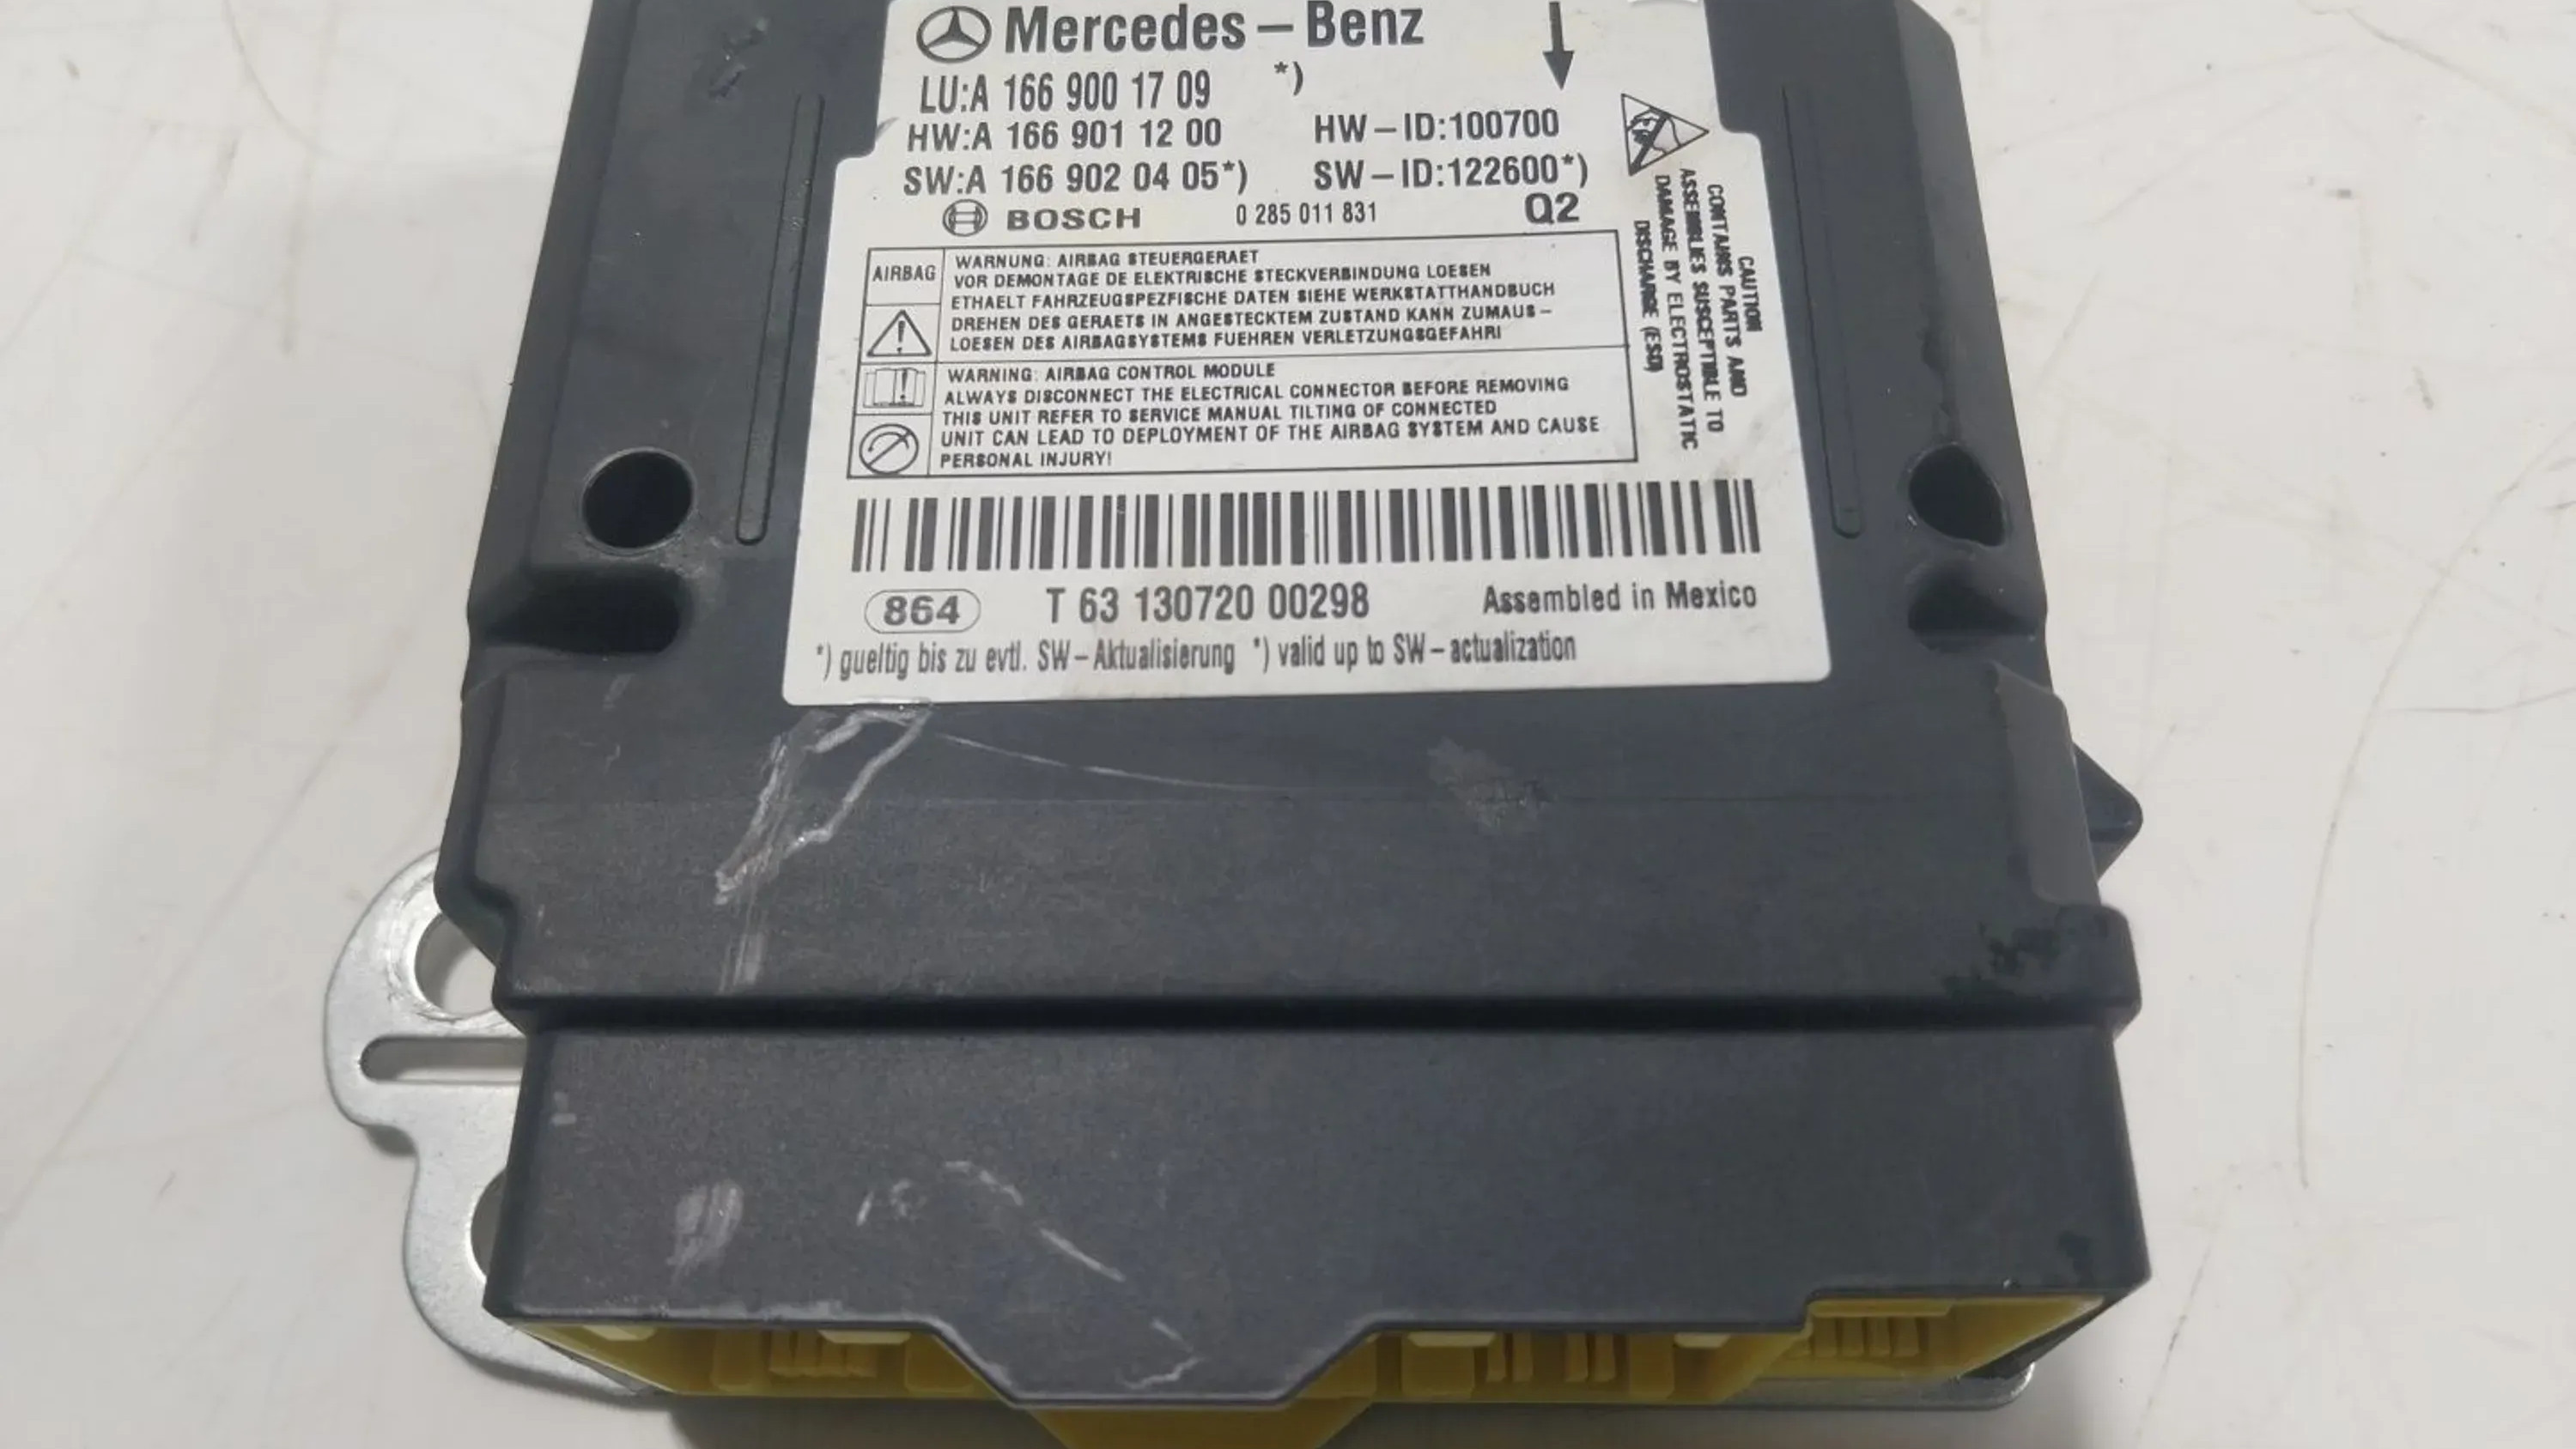 Mercedes-Benz
LU:A 166 900 17 09 *)
HW:A 166 901 12 00 HW-ID:100700
SW:A 166 902 04 05*) SW-ID:122600*)
BOSCH 0 285 011 831 Q2
AIRBAG
WARNUNG: AIRBAG STEUERGERAET
VOR DEMONTAGE DE ELEKTRISCHE STECKVERBINDUNG LOESEN
ETHAELT FAHRZEUGSPEZFISCHE DATEN SIEHE WERKSTATTHANDBUCH
DREHEN DES GERAETS IN ANGESTECKTEM ZUSTAND KANN ZUMAUS-
LOESEN DES AIRBAGSYSTEMS FUEHREN VERLETZUNGSGEFAHR!
WARNING: AIRBAG CONTROL MODULE
ALWAYS DISCONNECT THE ELECTRICAL CONNECTOR BEFORE REMOVING
THIS UNIT REFER TO SERVICE MANUAL TILTING OF CONNECTED
UNIT CAN LEAD TO DEPLOYMENT OF THE AIRBAG SYSTEM AND CAUSE
PERSONAL INJURY!
CAUTION
CONTAINS PARTS AND
ASSEMBLIES SUSCEPTIBLE TO
DAMAGE BY ELECTROSTATIC
DISCHARGE (ESD)
864 T 63 130720 00298 Assembled in Mexico
*) gueltig bis zu evtl. SW-Aktualisierung *) valid up to SW-actualization